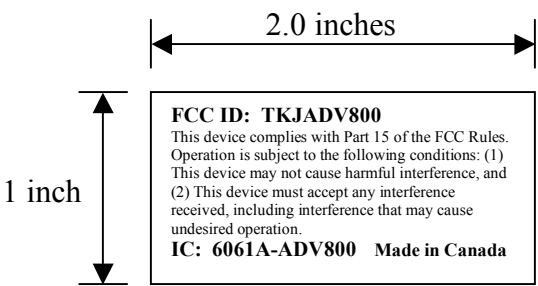 2.0 inches
1 inch
FCC ID: TKJADV800
This device complies with Part 15 of the FCC Rules.
Operation is subject to the following conditions: (1)
This device may not cause harmful interference, and
(2) This device must accept any interference
received, including interference that may cause
undesired operation.
IC: 6061A-ADV800 Made in Canada